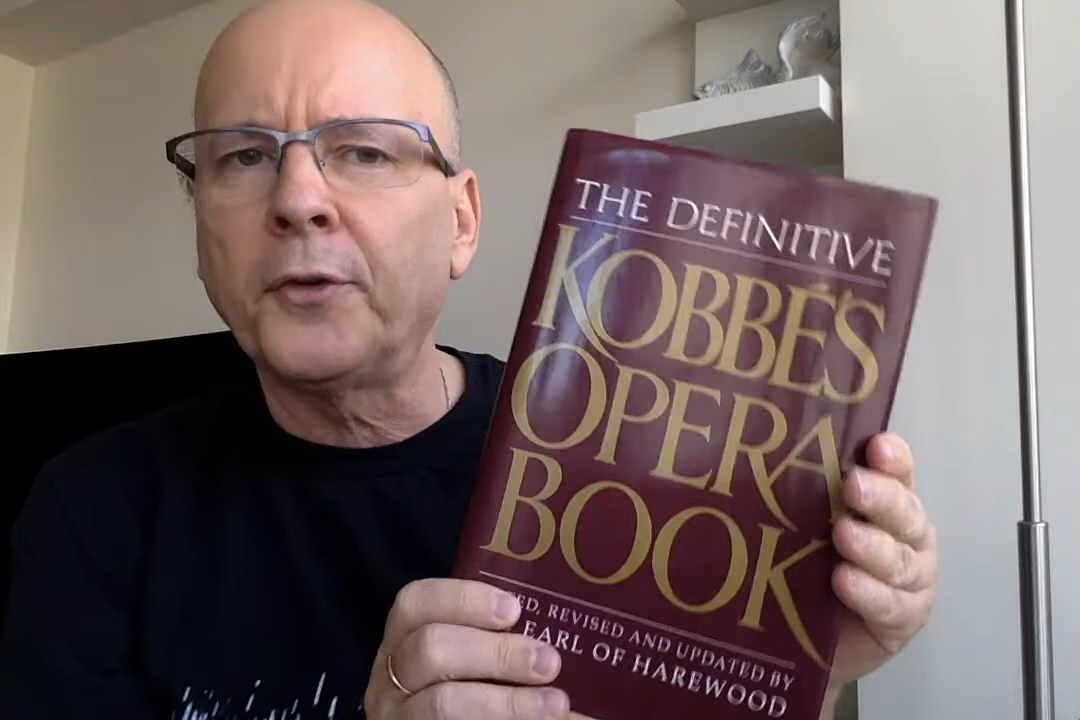 THE DEFINITIVE
KOBBÉ'S
OPERA
BOOK
REVISED AND UPDATED BY
EARL OF HAREWOOD